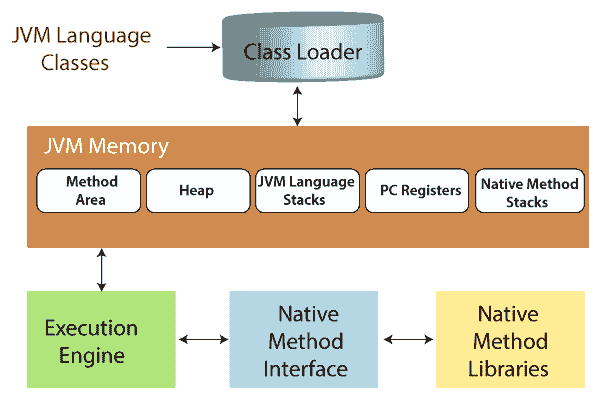 JVM Language
Classes
Class Loader
JVM Memory
Method
Area
Heap
JVM Language
Stacks
PC Registers
Native Method
Stacks
Execution
Engine
Native
Method
Interface
Native
Method
Libraries